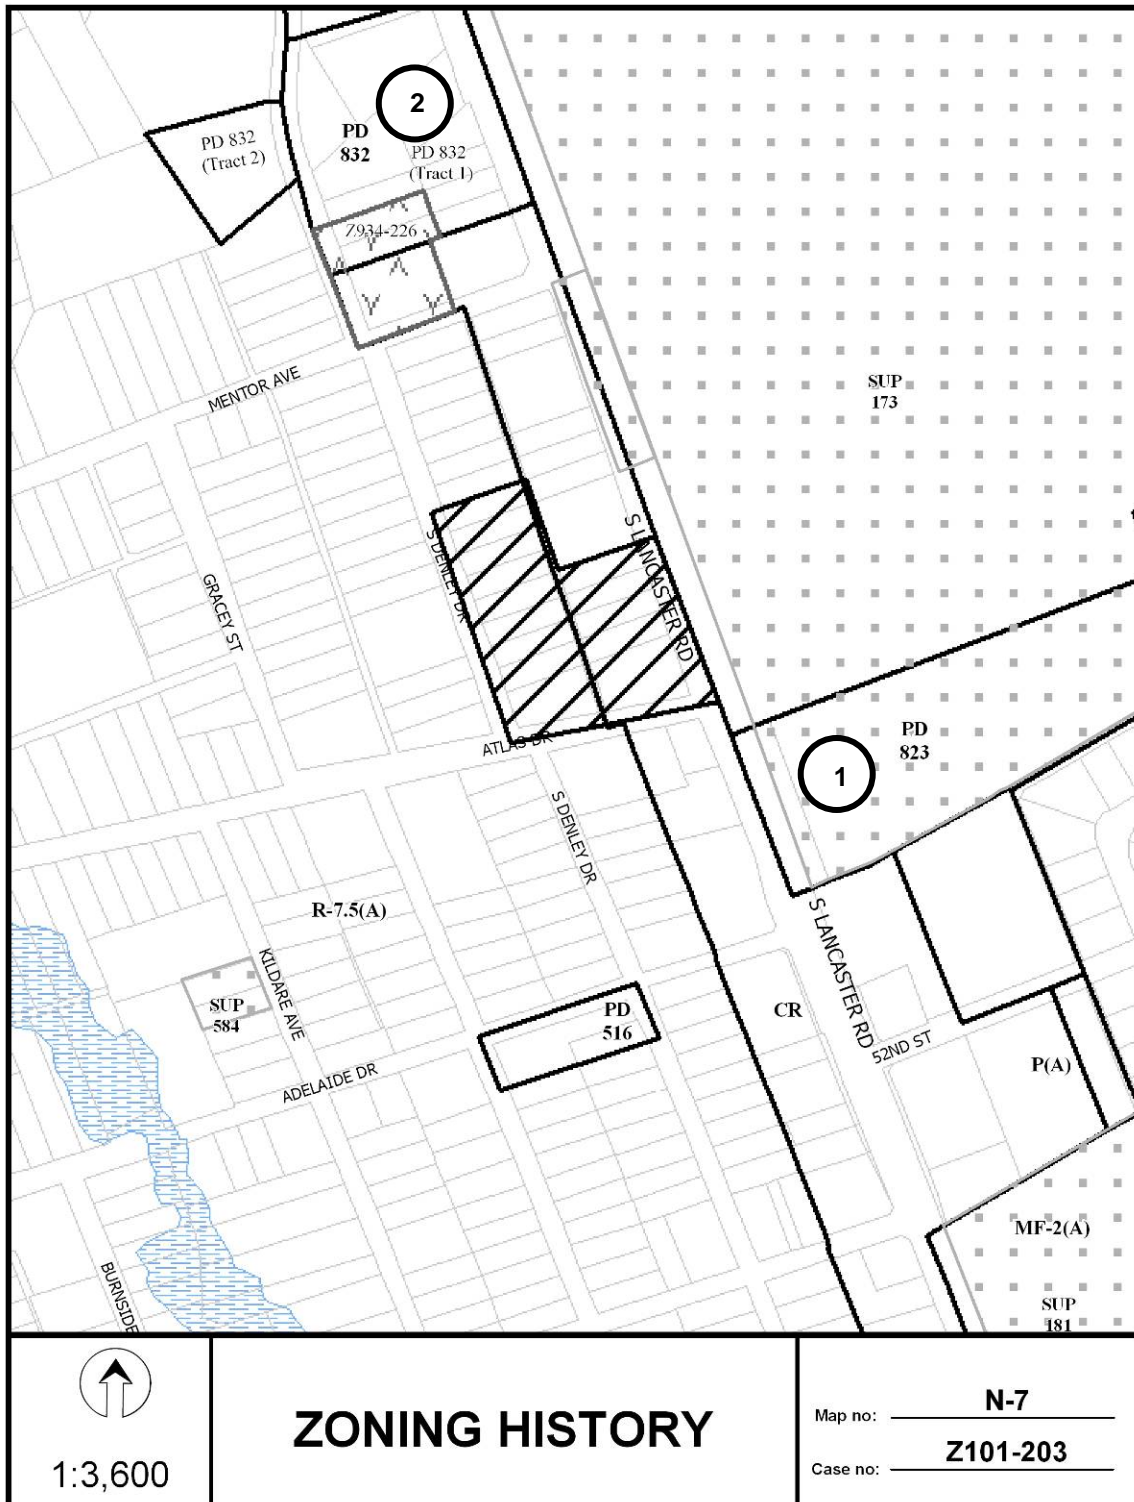 2
PD 832
(Tract 2)
PD
832
PD 832
(Tract 1)
Z934-226
SUP
173
MENTOR AVE
S LANCASTER RD
S DENLEY DR
GRACEY ST
PD
823
ATLAS DR
1
S DENLEY DR
R-7.5(A)
S LANCASTER RD
KILDARE AVE
SUP
584
PD
516
CR
52ND ST
P(A)
ADELAIDE DR
MF-2(A)
BURNSIDE
SUP
181
1:3,600
ZONING HISTORY
Map no: N-7
Case no: Z101-203